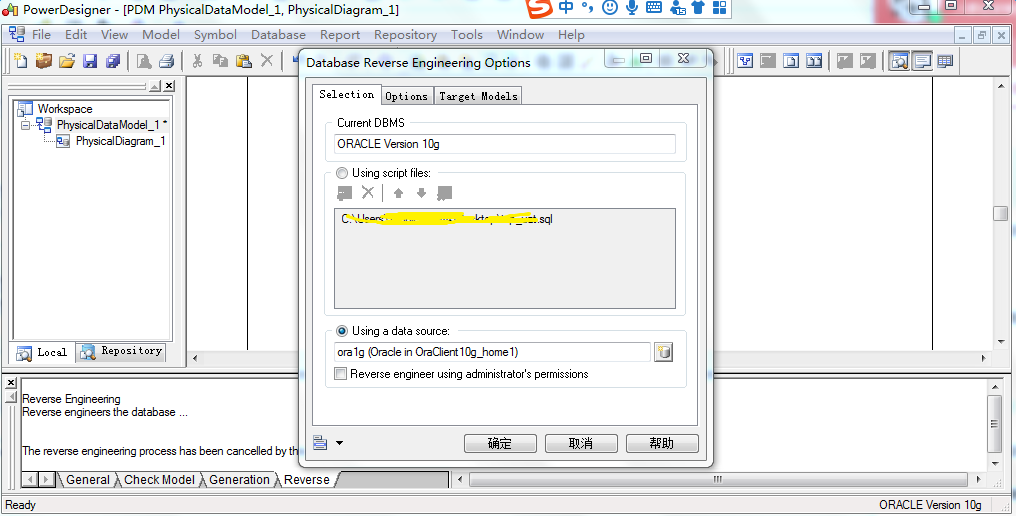 PowerDesigner - [PDM PhysicalDataModel_1, PhysicalDiagram_1]
中
File Edit View Model Symbol Database Report Repository Tools Window Help
Workspace
PhysicalDataModel_1 *
PhysicalDiagram_1
Local Repository
Database Reverse Engineering Options
Selection Options Target Models
Current DBMS
ORACLE Version 10g
Using script files:
C:\Users\
.sql
Using a data source:
ora1g (Oracle in OraClient10g_home1)
Reverse engineer using administrator's permissions
确定 取消 帮助
Reverse Engineering
Reverse engineers the database ...
The reverse engineering process has been cancelled by th
General Check Model Generation Reverse
Ready ORACLE Version 10g